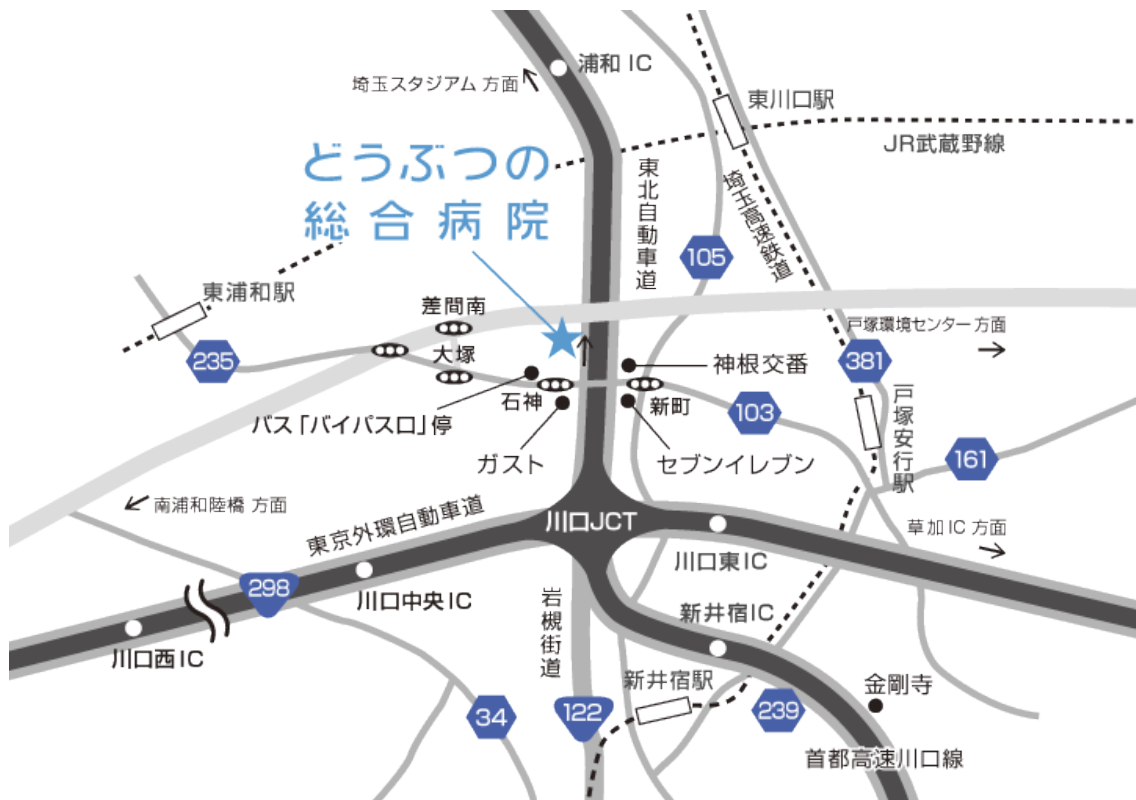 浦和 IC
埼玉スタジアム 方面
東川口駅
JR武蔵野線
どうぶつの
総合病院
東北自動車道
埼玉高速鉄道
105
東浦和駅
差間南
戸塚環境センター 方面
235
大塚
神根交番
381
石神
新町
103
戸塚安行駅
バス「バイパス口」停
ガスト
セブンイレブン
161
南浦和陸橋 方面
東京外環自動車道
川口JCT
草加 IC 方面
川口東IC
298
川口中央IC
岩槻街道
新井宿IC
川口西IC
新井宿駅
金剛寺
34
122
239
首都高速川口線